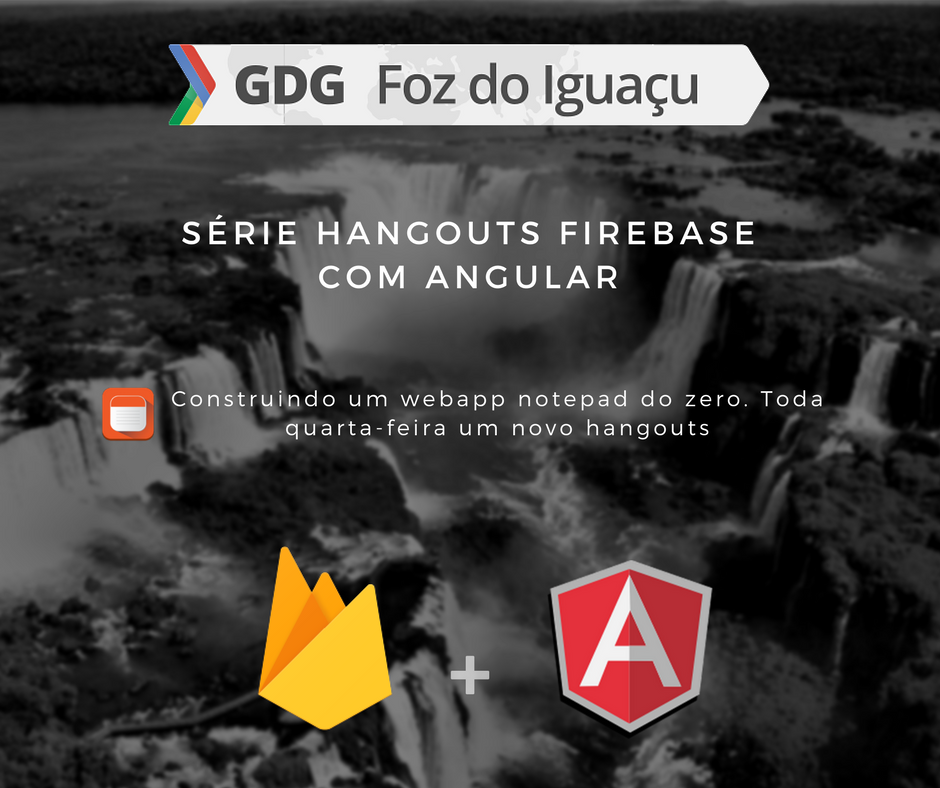 GDG Foz do Iguaçu
SÉRIE HANGOUTS FIREBASE
COM ANGULAR
Construindo um webapp notepad do zero. Toda
quarta-feira um novo hangouts
+
A